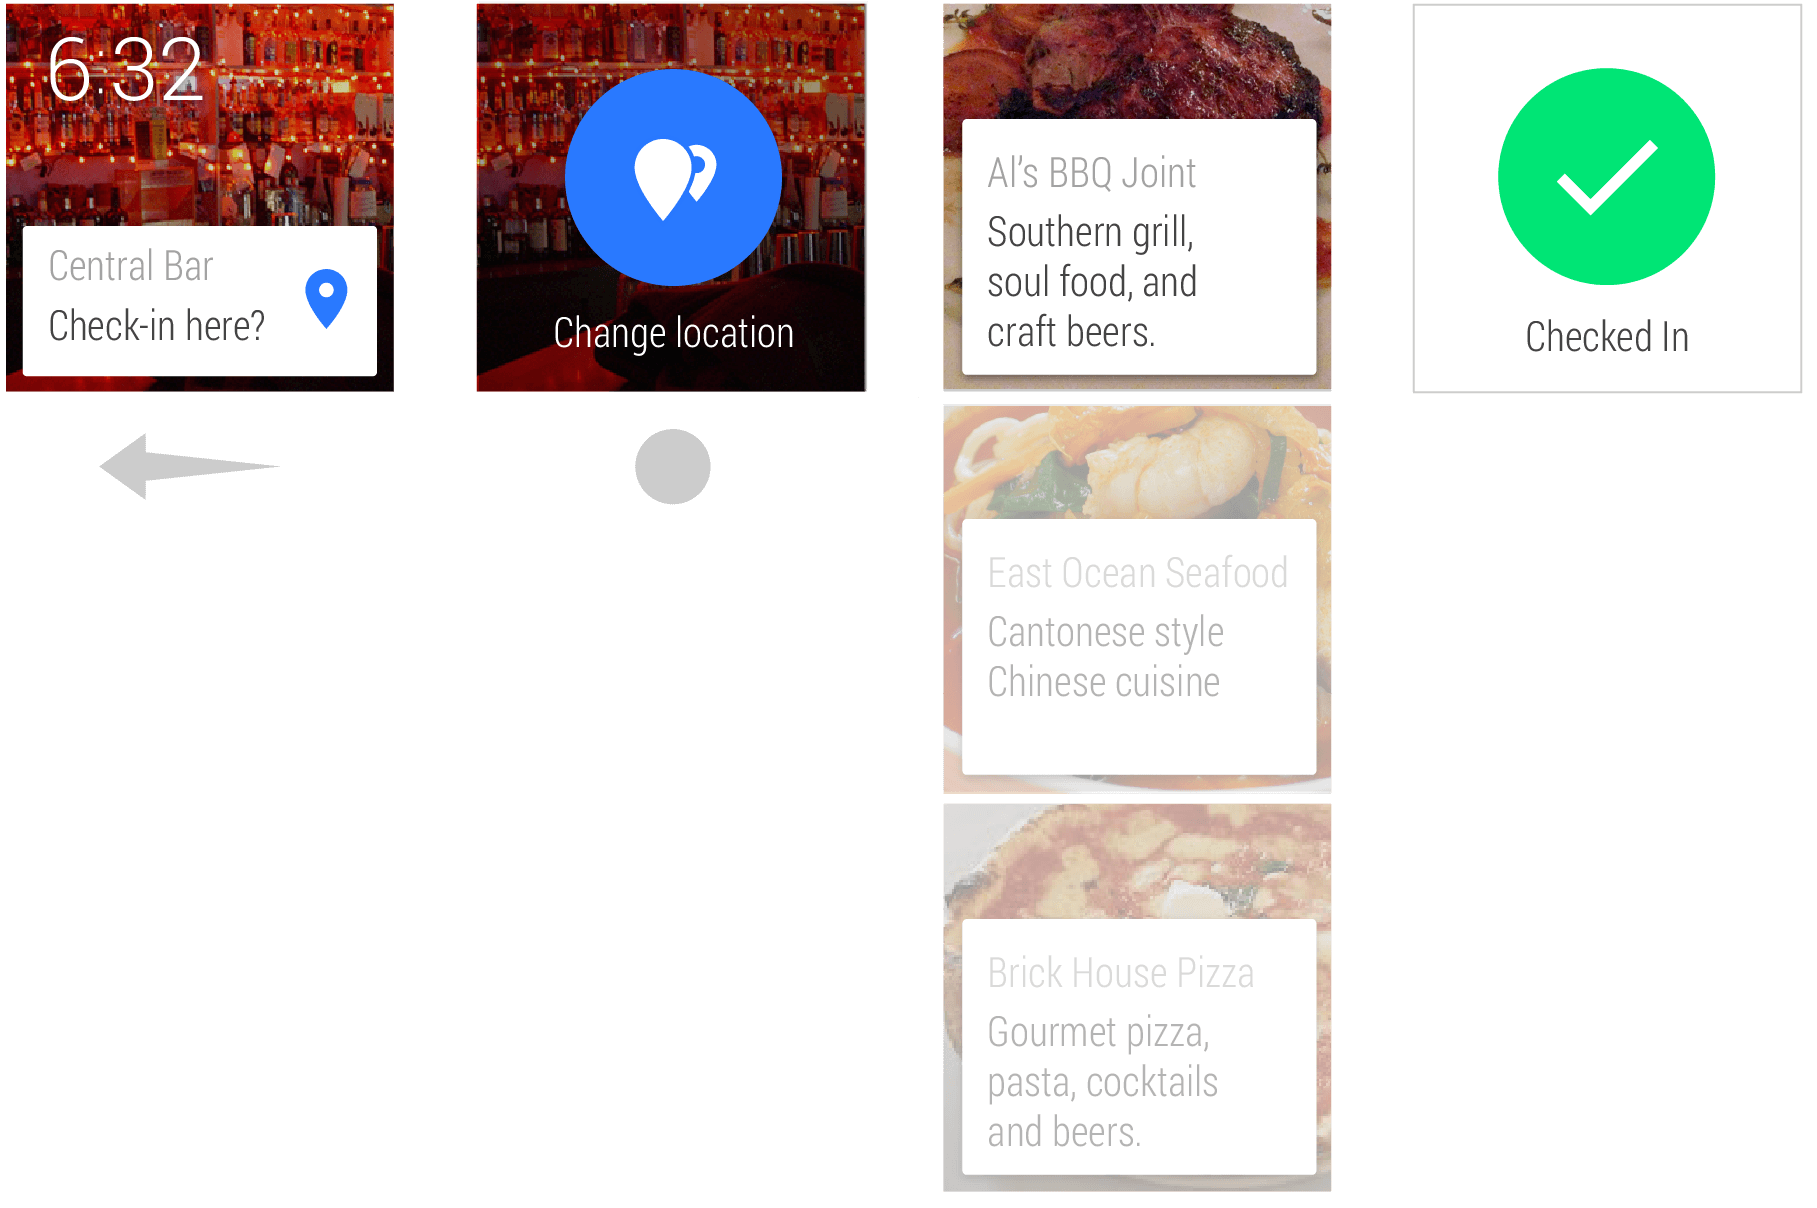 6:32
Central Bar
Check-in here?
Change location
Al's BBQ Joint
Southern grill,
soul food, and
craft beers.
East Ocean Seafood
Cantonese style
Chinese cuisine
Brick House Pizza
Gourmet pizza,
pasta, cocktails
and beers.
Checked In